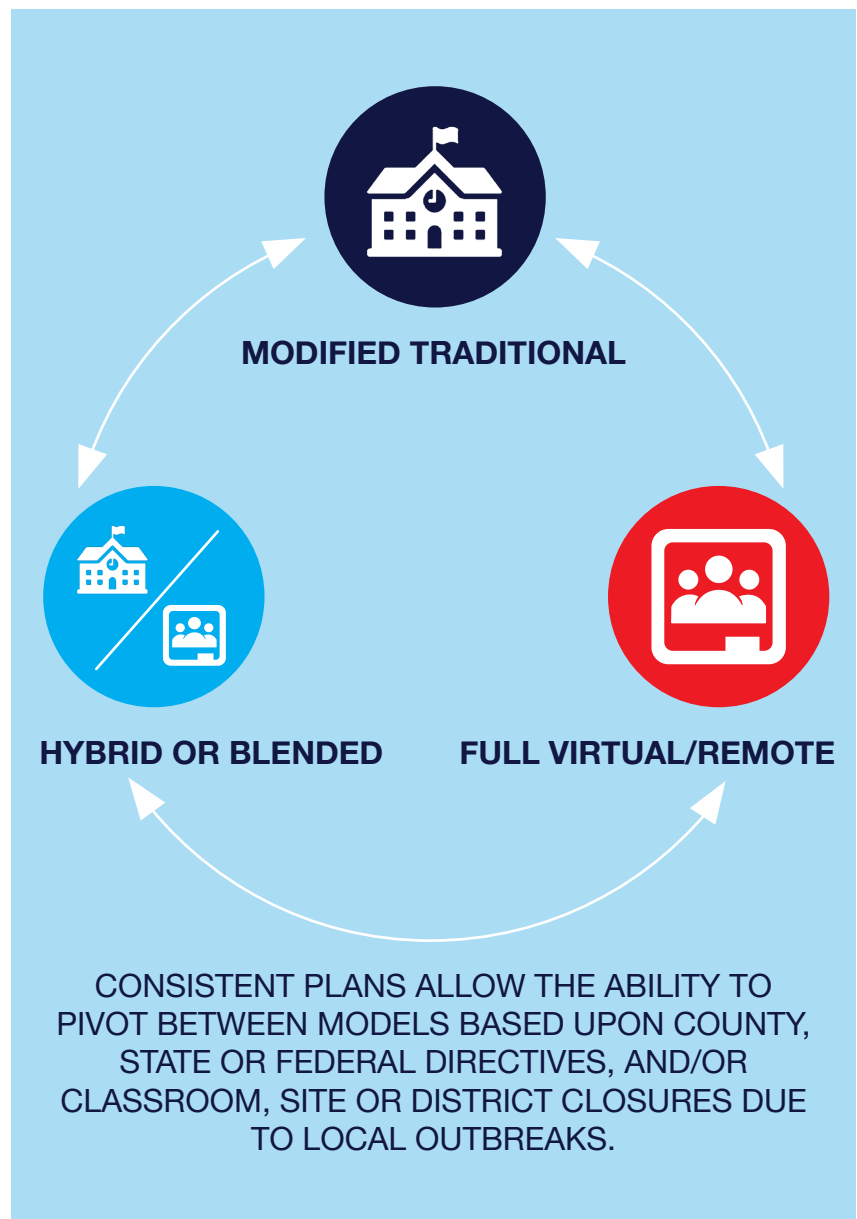 MODIFIED TRADITIONAL
HYBRID OR BLENDED
FULL VIRTUAL/REMOTE
CONSISTENT PLANS ALLOW THE ABILITY TO
PIVOT BETWEEN MODELS BASED UPON COUNTY,
STATE OR FEDERAL DIRECTIVES, AND/OR
CLASSROOM, SITE OR DISTRICT CLOSURES DUE
TO LOCAL OUTBREAKS.